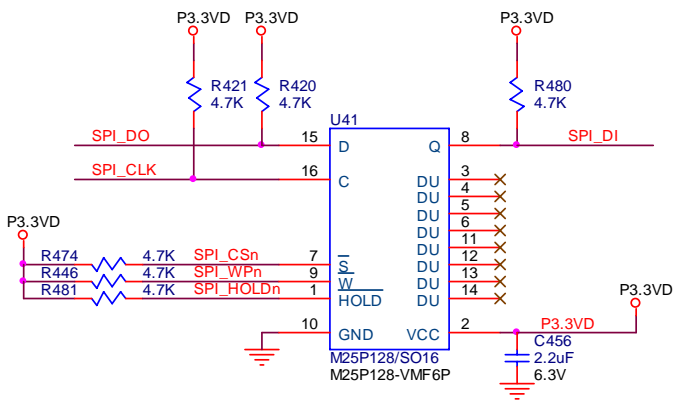 P3.3VD P3.3VD P3.3VD
R421 R420 R480
4.7K 4.7K 4.7K
U41
SPI_DO 15 D Q 8 SPI_DI
SPI_CLK 16 C
DU 3
DU 4
DU 5
DU 6
DU 11
DU 12
DU 13
DU 14
P3.3VD
R474 4.7K SPI_CSn 7 S
R446 4.7K SPI_WPn 9 W
R481 4.7K SPI_HOLDn 1 HOLD
P3.3VD
10 GND VCC 2 P3.3VD
M25P128/SO16
M25P128-VMF6P
C456
2.2uF
6.3V